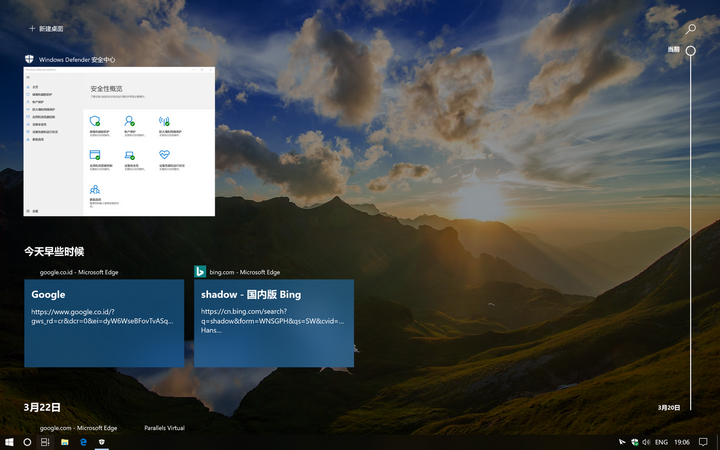 新建桌面
当前
Windows Defender 安全中心
安全性概览
主页
设置
今天早些时候
google.co.id - Microsoft Edge
bing.com - Microsoft Edge
Google
https://www.google.co.id/?
gws_rd=cr&dcr=0&ei=dyW6WseBFovTvASq...
shadow - 国内版 Bing
https://cn.bing.com/search?
q=shadow&form=WNSGPH&qs=SW&cvid=...
Hans...
3月22日
3月20日
google.com - Microsoft Edge
Parallels Virtual
ENG
19:06